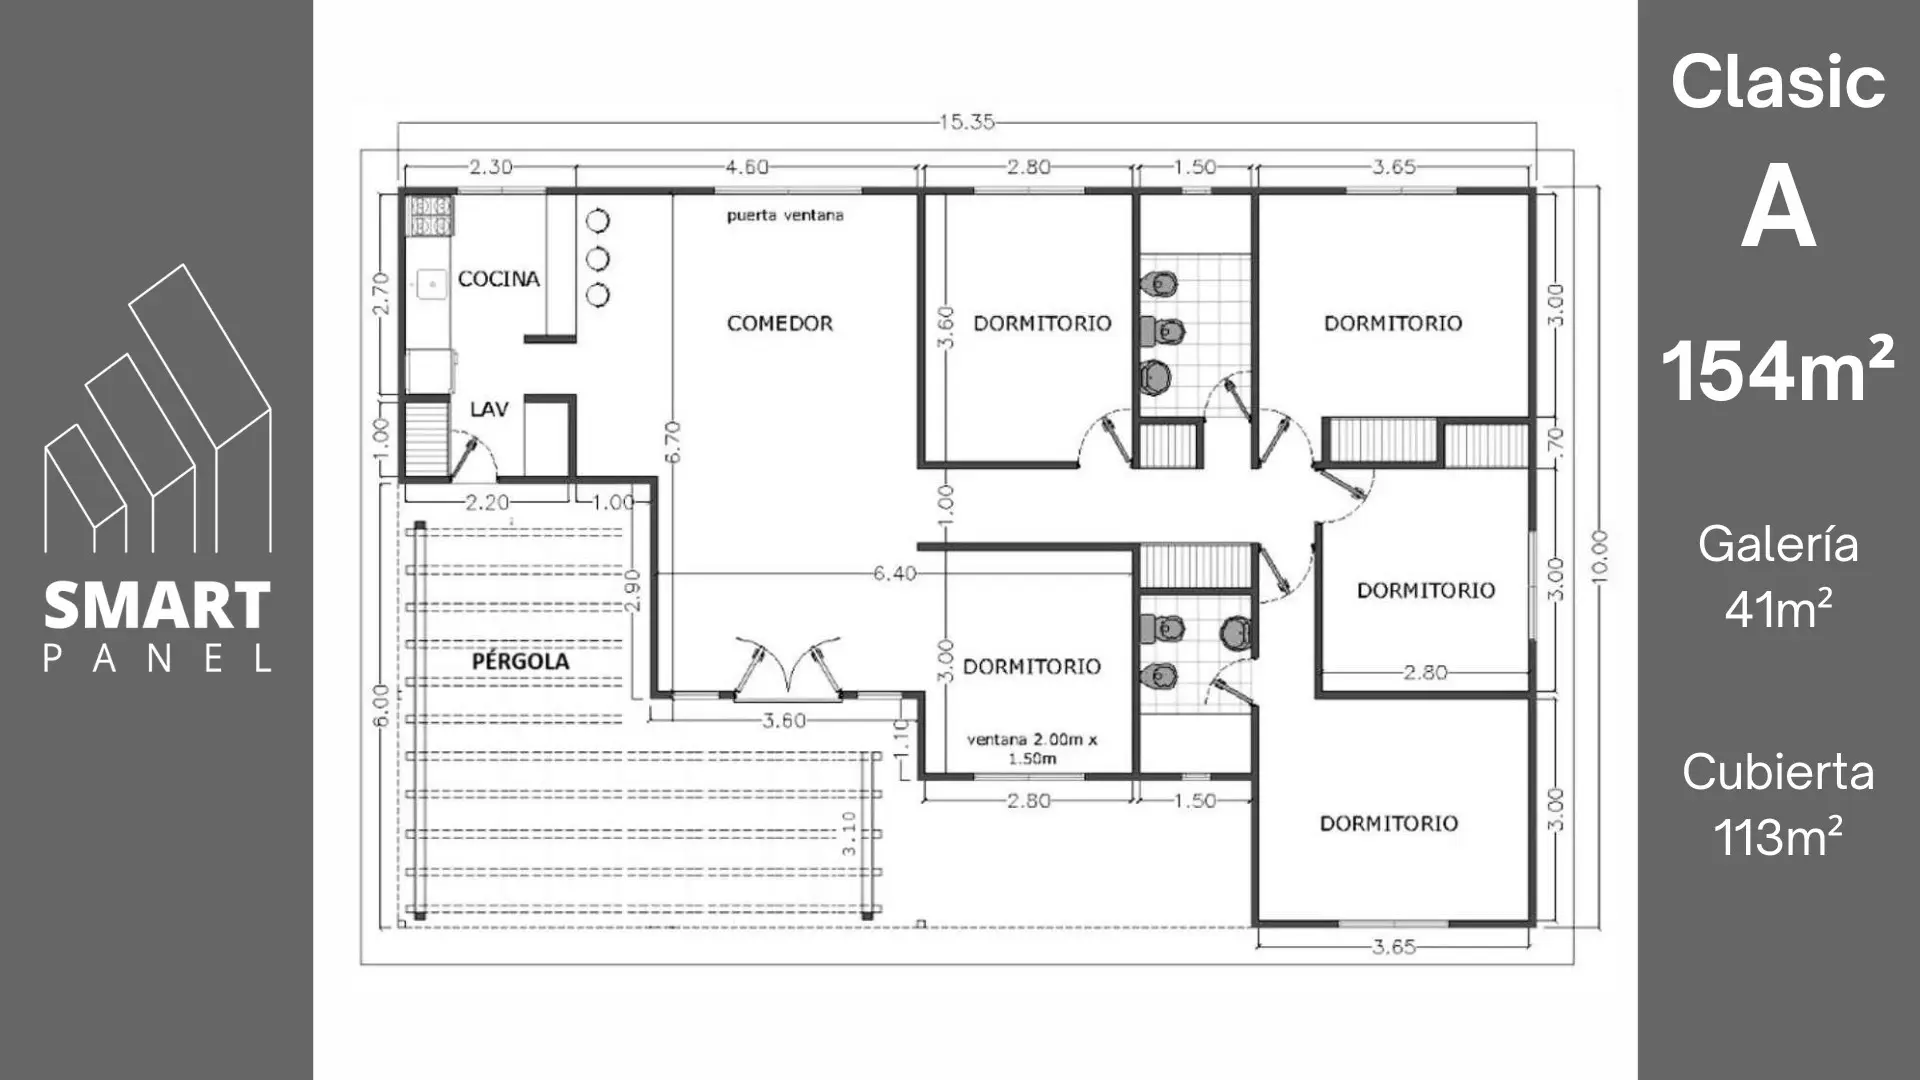 SMART
PANEL
15.35
2.30
4.60
2.80
1.50
3.65
puerta ventana
COCINA
COMEDOR
DORMITORIO
DORMITORIO
2.70
3.60
3.00
LAV
1.00
6.70
.70
2.20
1.00
1.00
6.40
2.90
DORMITORIO
3.00
10.00
PÉRGOLA
DORMITORIO
3.00
2.80
6.00
3.60
1.10
ventana 2.00m x
1.50m
2.80
1.50
3.10
DORMITORIO
3.00
3.65
Clasic
A
154m²
Galería
41m²
Cubierta
113m²